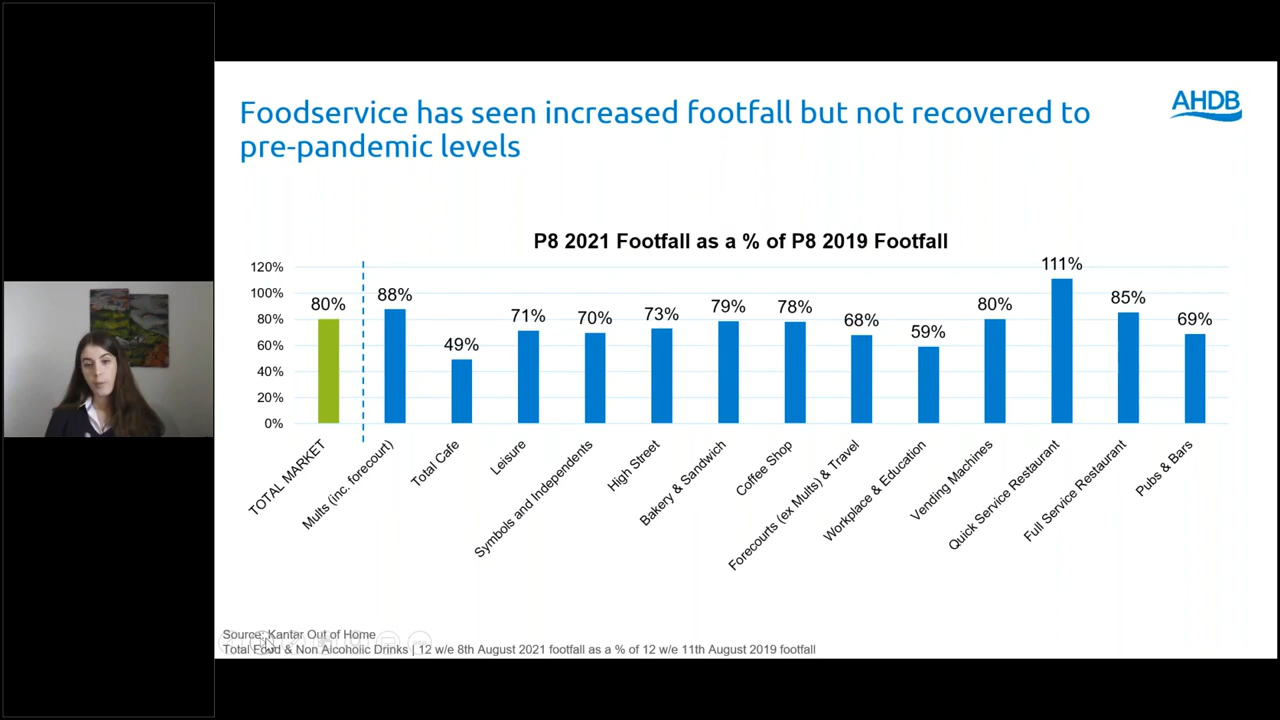 Foodservice has seen increased footfall but not recovered to
pre-pandemic levels
AHDB
P8 2021 Footfall as a % of P8 2019 Footfall
120%
100%
80%
60%
40%
20%
0%
80%
88%
49%
71%
70%
73%
79%
78%
68%
59%
80%
111%
85%
69%
TOTAL MARKET
Mults (inc. forecourt)
Total Cafe
Leisure
Symbols and Independents
High Street
Bakery & Sandwich
Coffee Shop
Forecourts (ex Mults) & Travel
Workplace & Education
Vending Machines
Quick Service Restaurant
Full Service Restaurant
Pubs & Bars
Source: Kantar Out of Home
Total Food & Non Alcoholic Drinks | 12 w/e 8th August 2021 footfall as a % of 12 w/e 11th August 2019 footfall